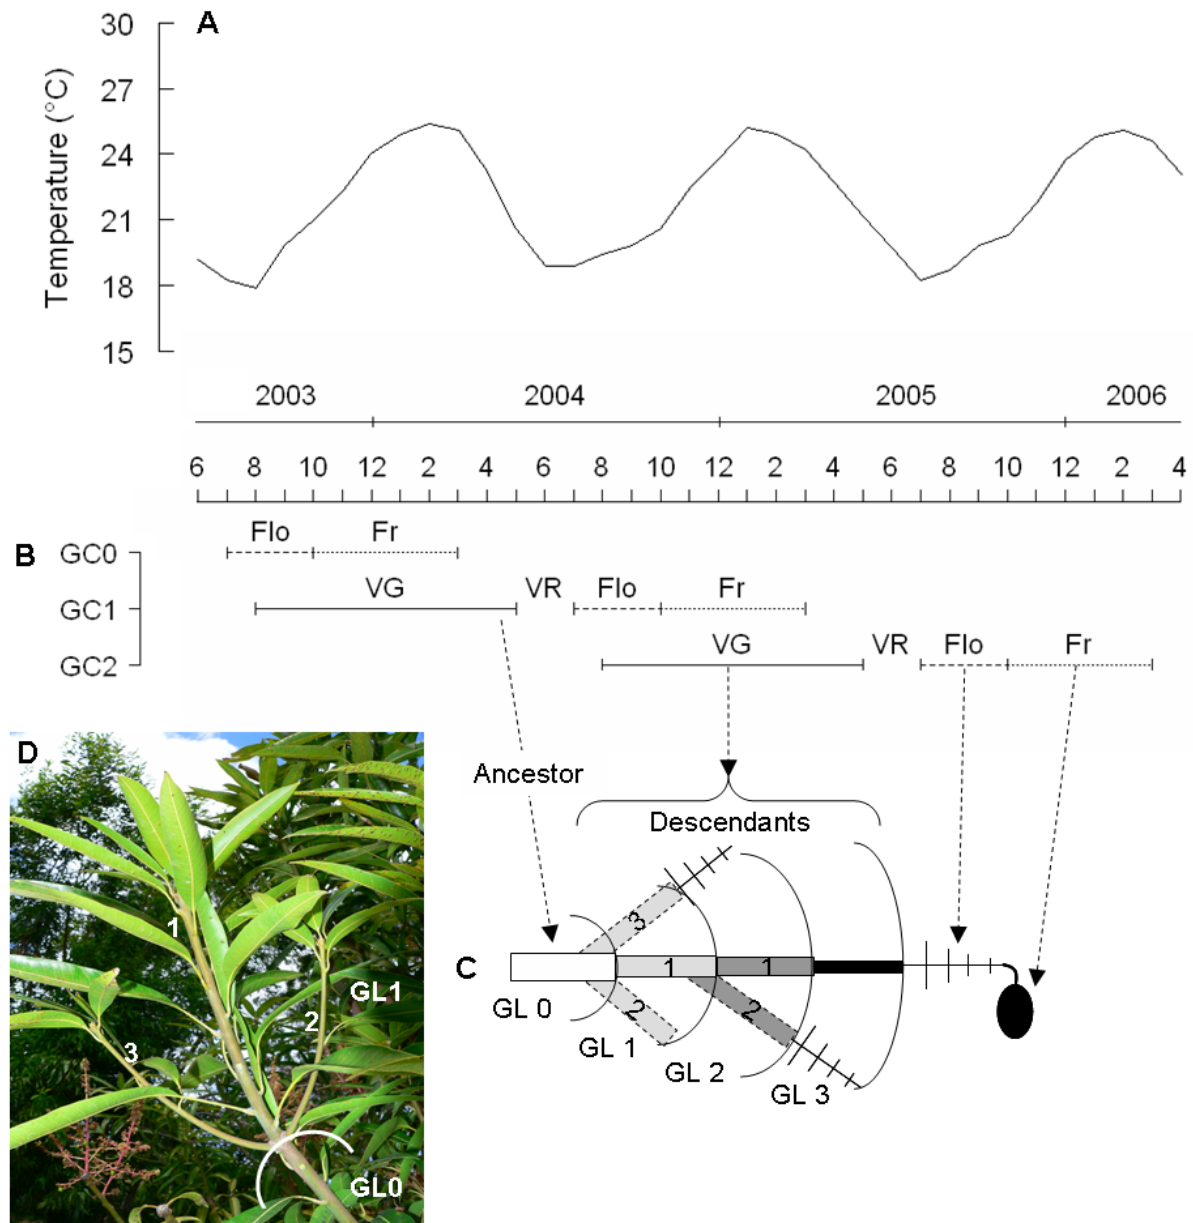 A
30
27
24
21
18
15
Temperature (°C)
2003 2004 2005 2006
6 8 10 12 2 4 6 8 10 12 2 4 6 8 10 12 2 4
B
Flo Fr
GC0
VG VR Flo Fr
GC1
VG VR Flo Fr
GC2
D
Ancestor
Descendants
1
GL1
2
3
GL0
C
3
1 1
2 2
GL 0
GL 1
GL 2
GL 3